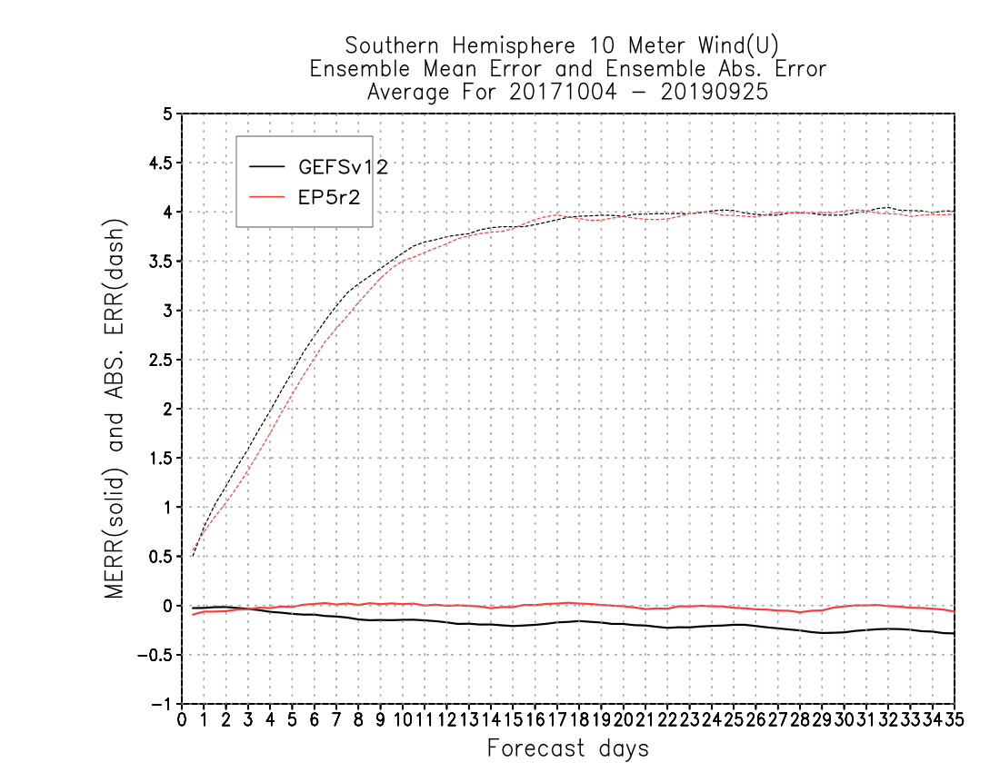 Southern Hemisphere 10 Meter Wind(U)
Ensemble Mean Error and Ensemble Abs. Error
Average For 20171004 − 20190925
MERR(solid) and ABS. ERR(dash)
5
4.5
4
3.5
3
2.5
2
1.5
1
0.5
0
−0.5
−1
GEFSv12
EP5r2
0 1 2 3 4 5 6 7 8 9 10 11 12 13 14 15 16 17 18 19 20 21 22 23 24 25 26 27 28 29 30 31 32 33 34 35
Forecast days